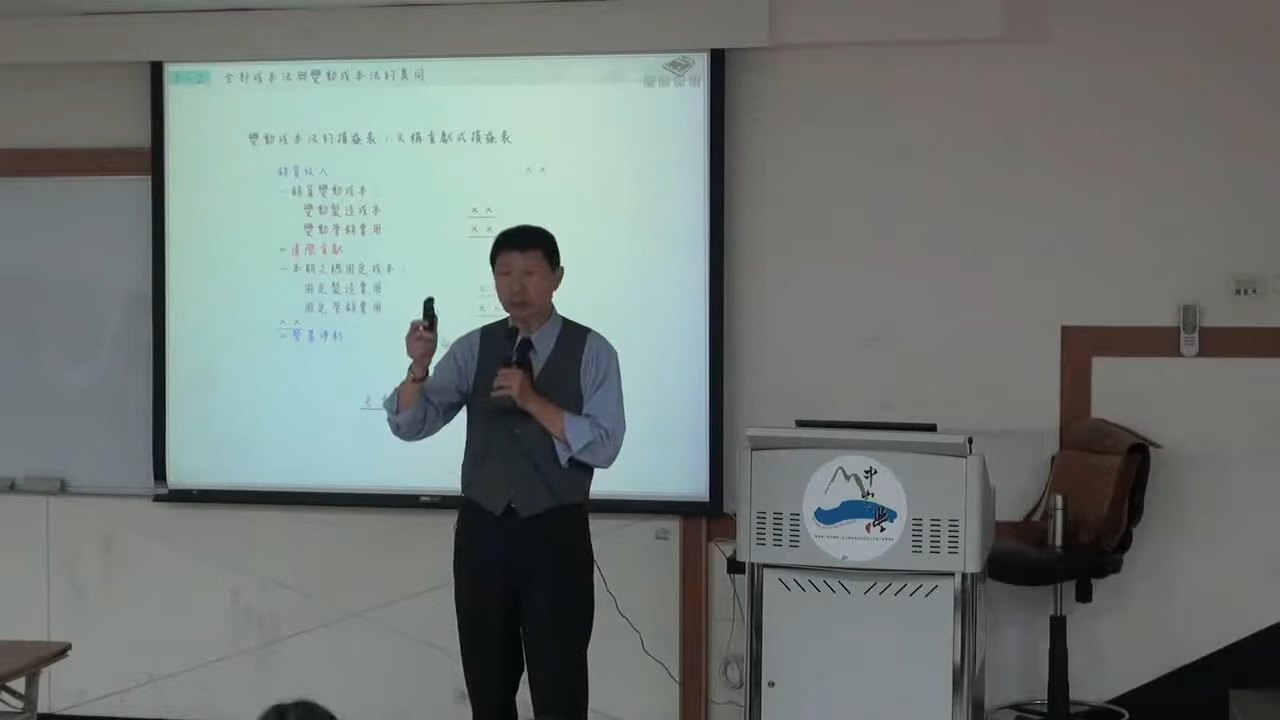 全部成本法與變動成本法的異同
變動成本法的損益表:又稱貢獻式損益表
銷貨收入 ××
－銷貨變動成本:
變動製造成本 ××
變動管銷費用 ××
＝邊際貢獻
－本期之總固定成本:
固定製造費用
固定管銷費用 ××
××
＝營業淨利
中山學